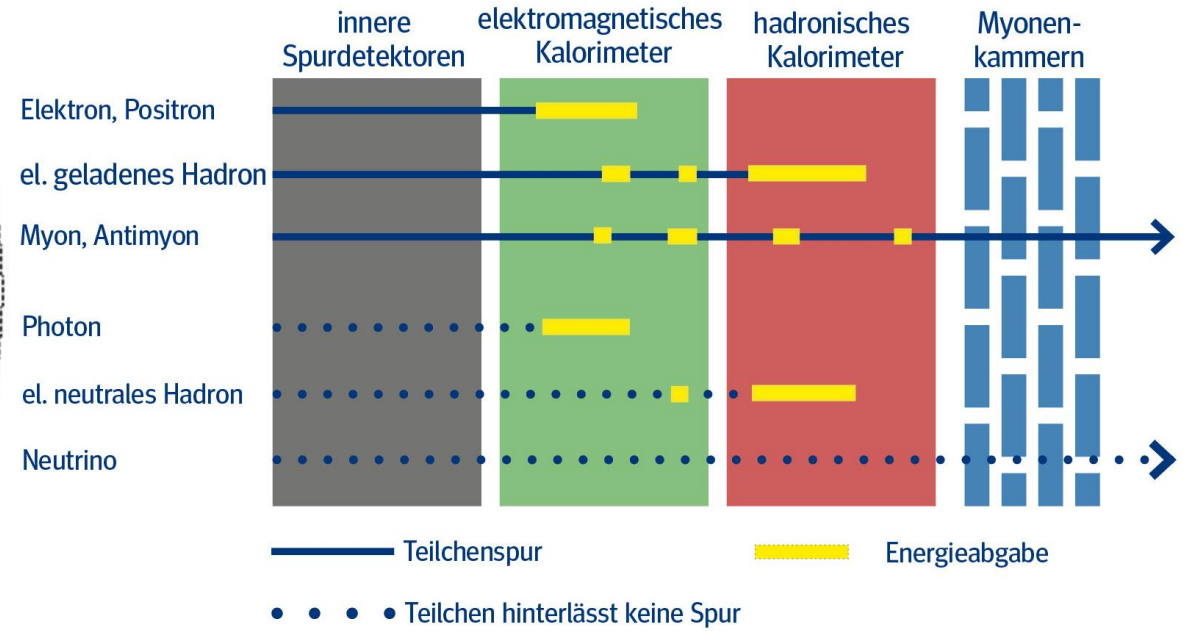 innere
Spurdetektoren
elektromagnetisches
Kalorimeter
hadronisches
Kalorimeter
Myonen-
kammern
Elektron, Positron
el. geladenes Hadron
Myon, Antimyon
Photon
el. neutrales Hadron
Neutrino
Teilchenspur
Energieabgabe
Teilchen hinterlässt keine Spur